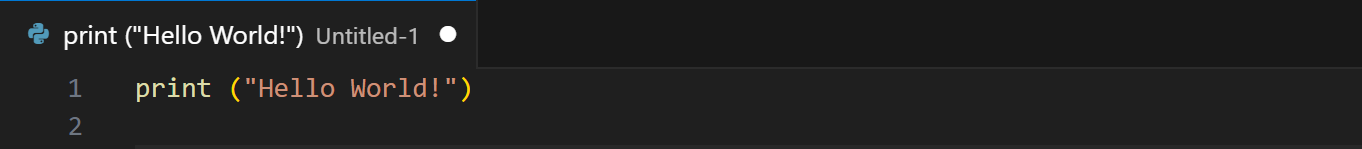 print ("Hello World!") Untitled-1
1 print ("Hello World!")
2